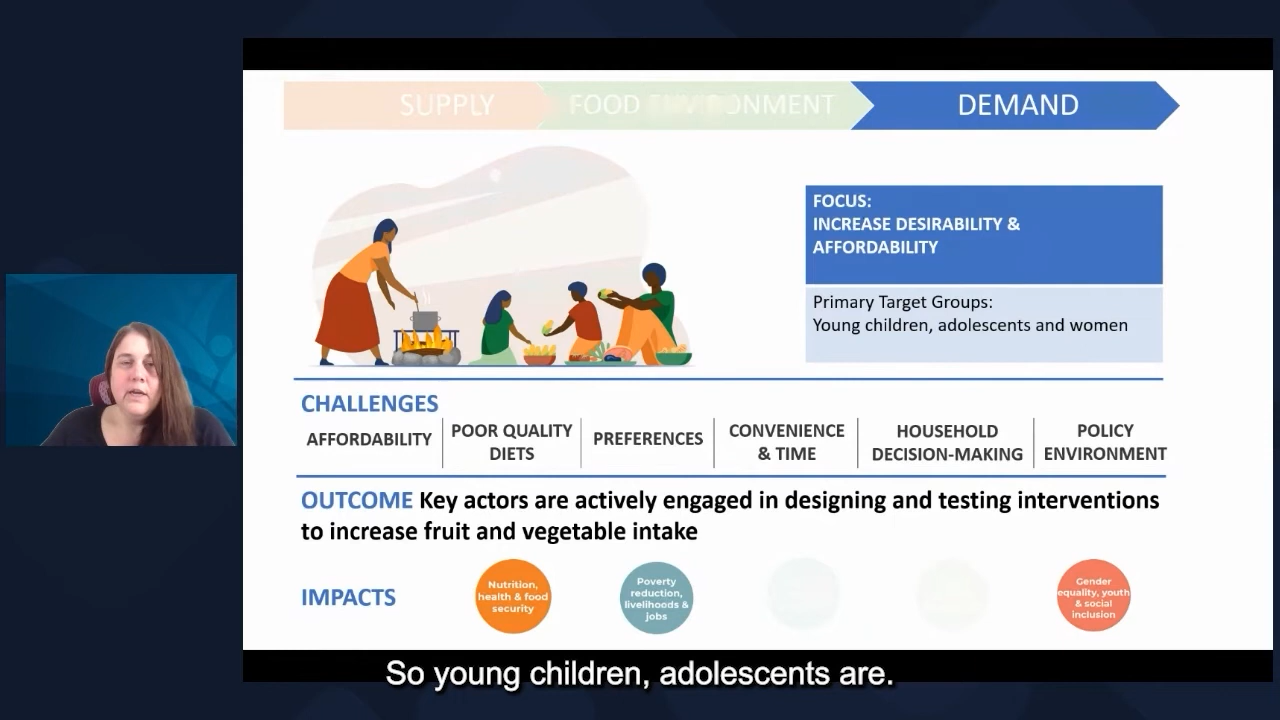 SUPPLY
FOOD ENVIRONMENT
DEMAND
FOCUS:
INCREASE DESIRABILITY &
AFFORDABILITY
Primary Target Groups:
Young children, adolescents and women
CHALLENGES
AFFORDABILITY
POOR QUALITY
DIETS
PREFERENCES
CONVENIENCE
& TIME
HOUSEHOLD
DECISION-MAKING
POLICY
ENVIRONMENT
OUTCOME Key actors are actively engaged in designing and testing interventions
to increase fruit and vegetable intake
IMPACTS
Nutrition,
health & food
security
Poverty
reduction,
livelihoods &
jobs
Gender
equality, youth
& social
inclusion
So young children, adolescents are.